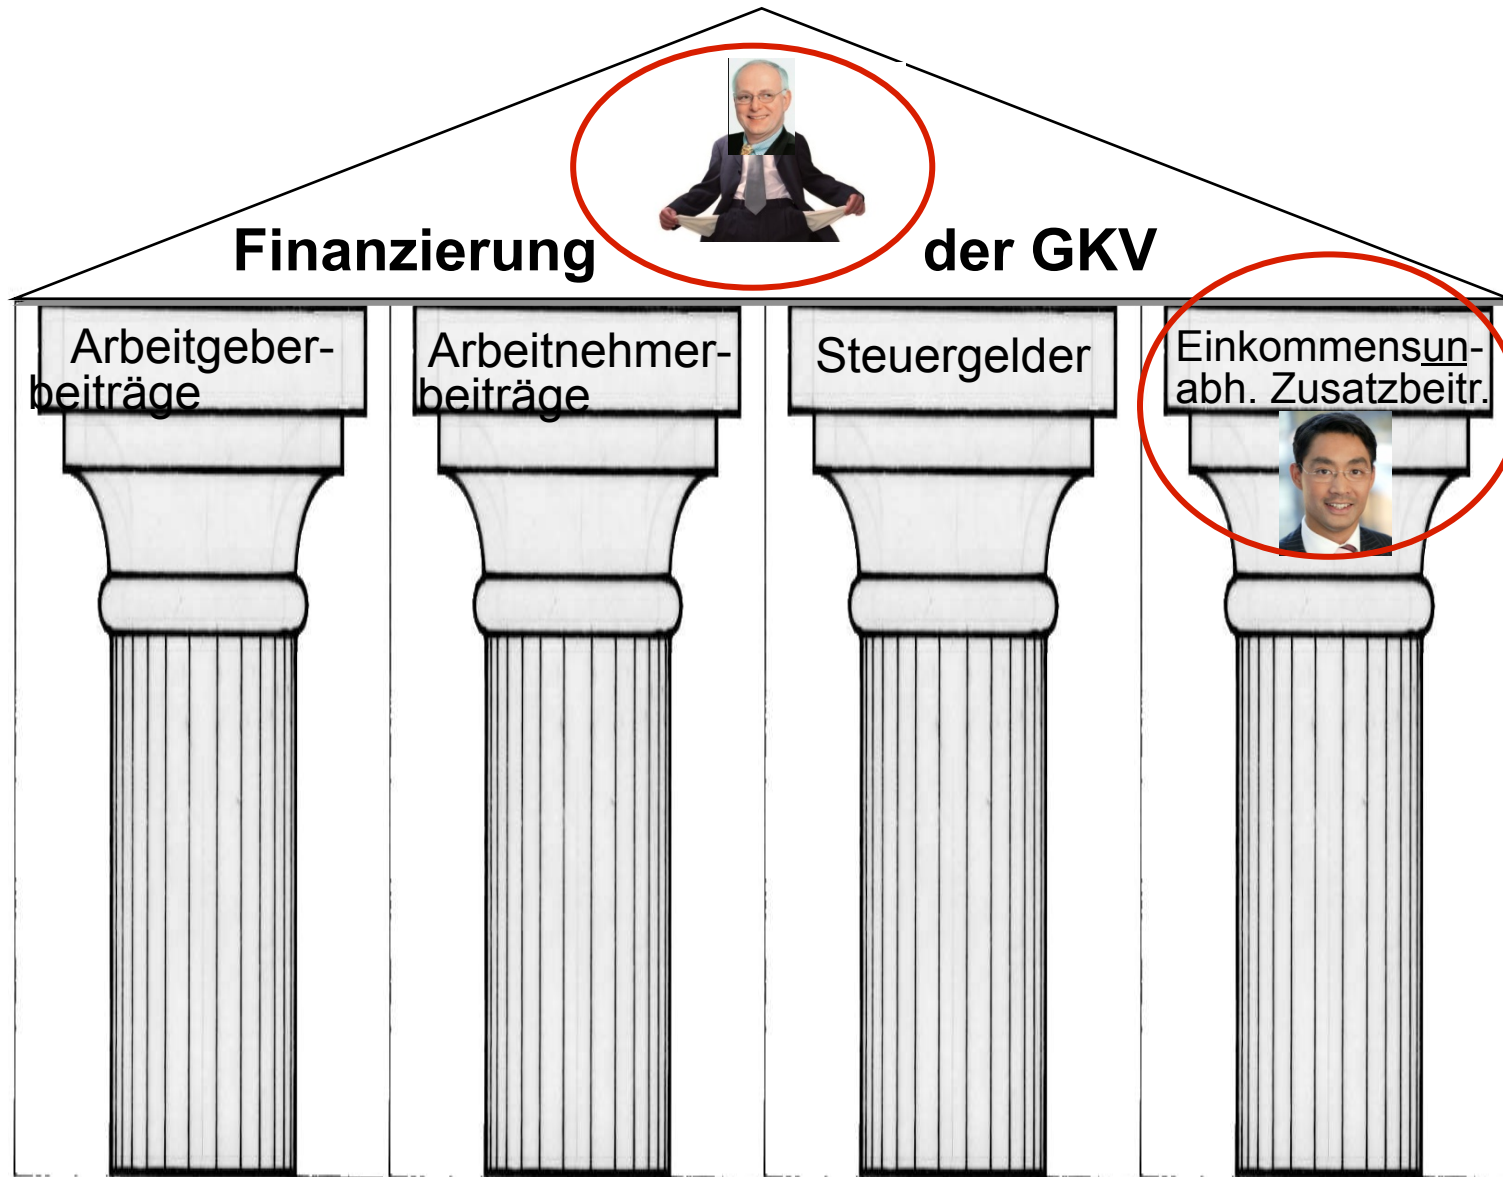 Finanzierung der GKV
Arbeitgeber-
beiträge
Arbeitnehmer-
beiträge
Steuergelder
Einkommensun-
abh. Zusatzbeitr.